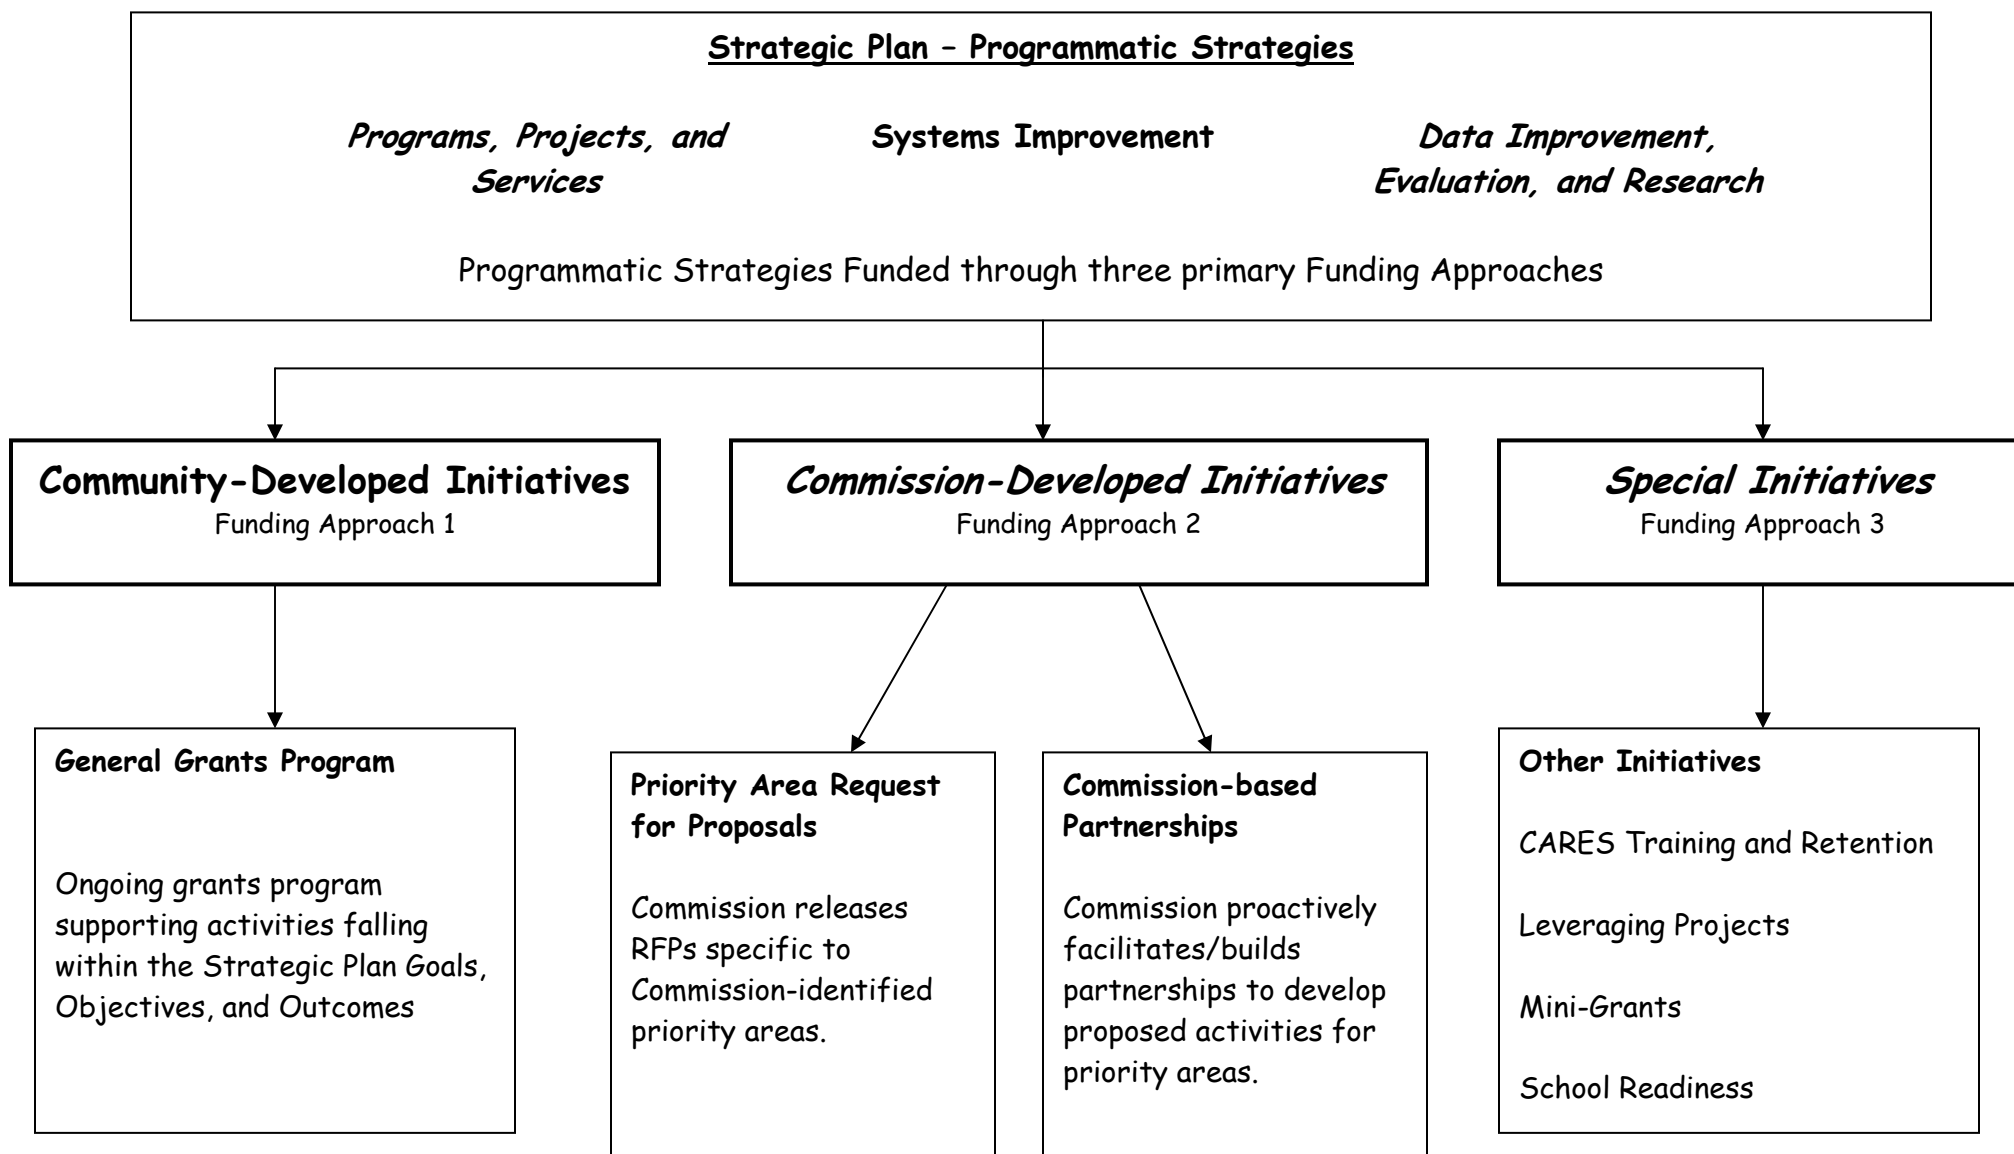 Strategic Plan – Programmatic Strategies
Programs, Projects, and
Services
Systems Improvement
Data Improvement,
Evaluation, and Research
Programmatic Strategies Funded through three primary Funding Approaches
Community-Developed Initiatives
Funding Approach 1
Commission-Developed Initiatives
Funding Approach 2
Special Initiatives
Funding Approach 3
General Grants Program
Ongoing grants program
supporting activities falling
within the Strategic Plan Goals,
Objectives, and Outcomes
Priority Area Request
for Proposals
Commission releases
RFPs specific to
Commission-identified
priority areas.
Commission-based
Partnerships
Commission proactively
facilitates/builds
partnerships to develop
proposed activities for
priority areas.
Other Initiatives
CARES Training and Retention
Leveraging Projects
Mini-Grants
School Readiness